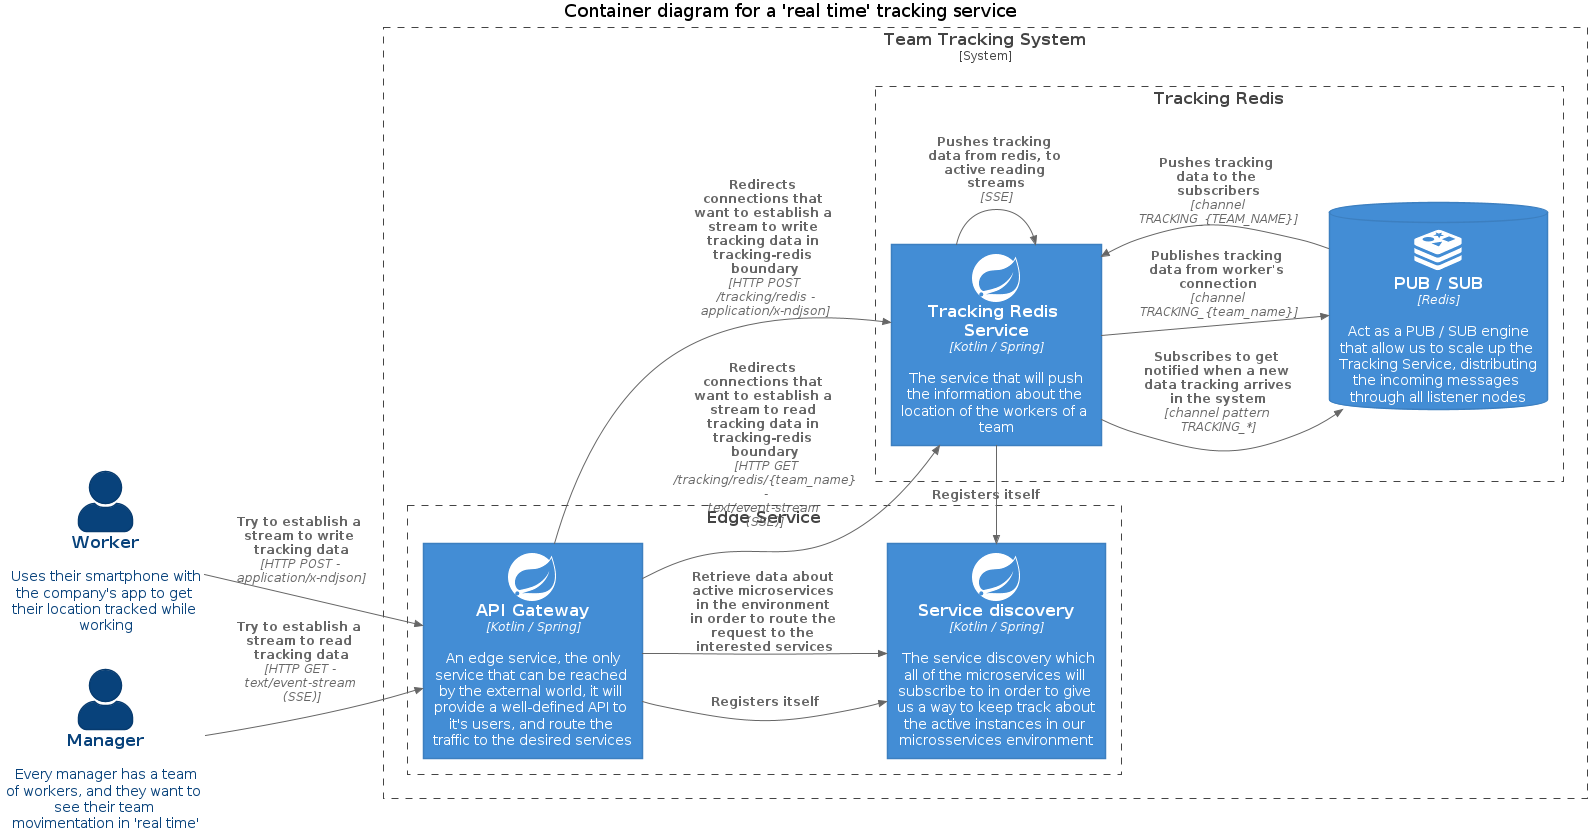 Container diagram for a 'real time' tracking service
Team Tracking System
[System]
Tracking Redis
Pushes tracking
data from redis, to
active reading
streams
[SSE]
Pushes tracking
data to the
subscribers
[channel
TRACKING_{TEAM_NAME}]
Redirects
connections that
want to establish a
stream to write
tracking data in
tracking-redis
boundary
[HTTP POST
/tracking/redis -
application/x-ndjson]
Publishes tracking
data from worker's
connection
[channel
TRACKING_{team_name}]
Tracking Redis
Service
[Kotlin / Spring]
The service that will push
the information about the
location of the workers of a
team
PUB / SUB
[Redis]
Act as a PUB / SUB engine
that allow us to scale up the
Tracking Service, distributing
the incoming messages
through all listener nodes
Subscribes to get
notified when a new
data tracking arrives
in the system
[channel pattern
TRACKING_*]
Redirects
connections that
want to establish a
stream to read
tracking data in
tracking-redis
boundary
[HTTP GET
/tracking/redis/{team_name}
-
text/event-stream
(SSE)]
Registers itself
Edge Service
Worker
Uses their smartphone with
the company's app to get
their location tracked while
working
Try to establish a
stream to write
tracking data
[HTTP POST -
application/x-ndjson]
Try to establish a
stream to read
tracking data
[HTTP GET -
text/event-stream
(SSE)]
API Gateway
[Kotlin / Spring]
An edge service, the only
service that can be reached
by the external world, it will
provide a well-defined API to
it's users, and route the
traffic to the desired services
Retrieve data about
active microservices
in the environment
in order to route the
request to the
interested services
Registers itself
Service discovery
[Kotlin / Spring]
The service discovery which
all of the microservices will
subscribe to in order to give
us a way to keep track about
the active instances in our
microsservices environment
Manager
Every manager has a team
of workers, and they want to
see their team
movimentation in 'real time'